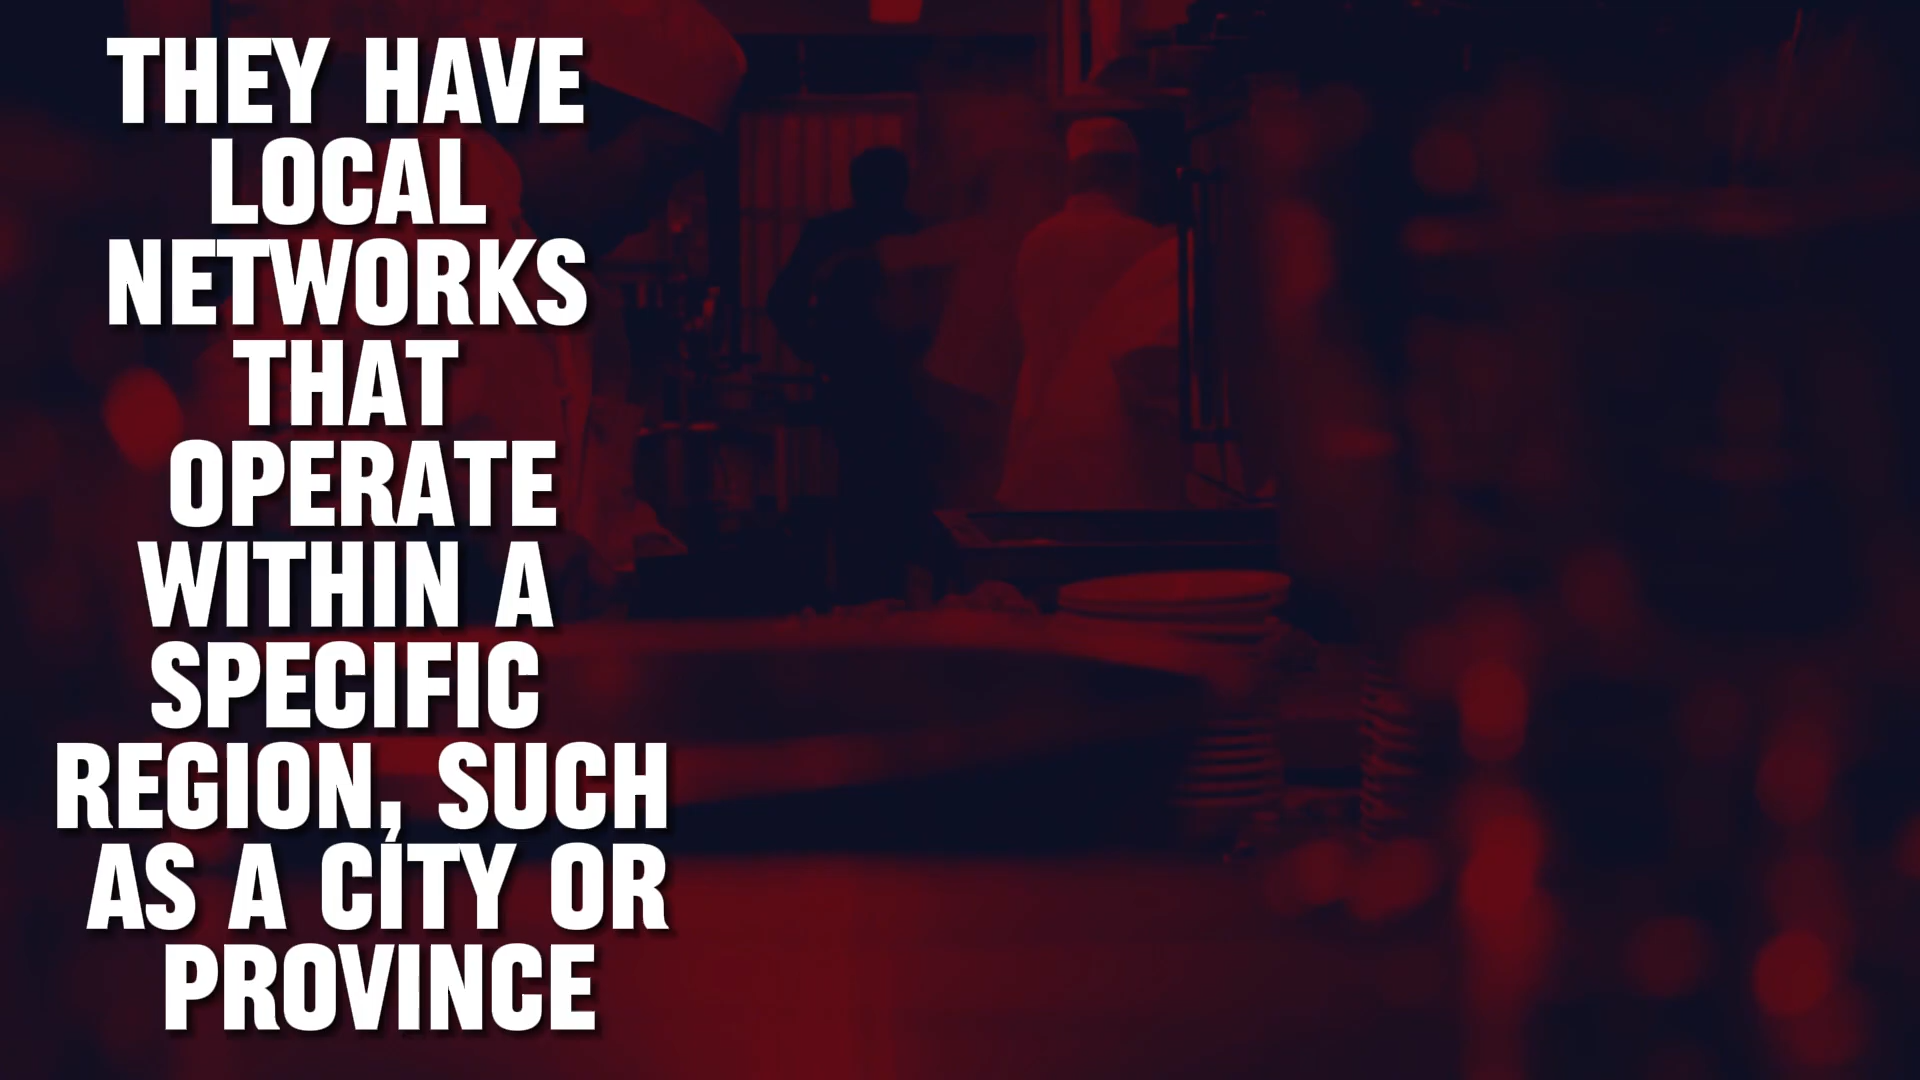 THEY HAVE
LOCAL
NETWORKS
THAT
OPERATE
WITHIN A
SPECIFIC
REGION, SUCH
AS A CITY OR
PROVINCE